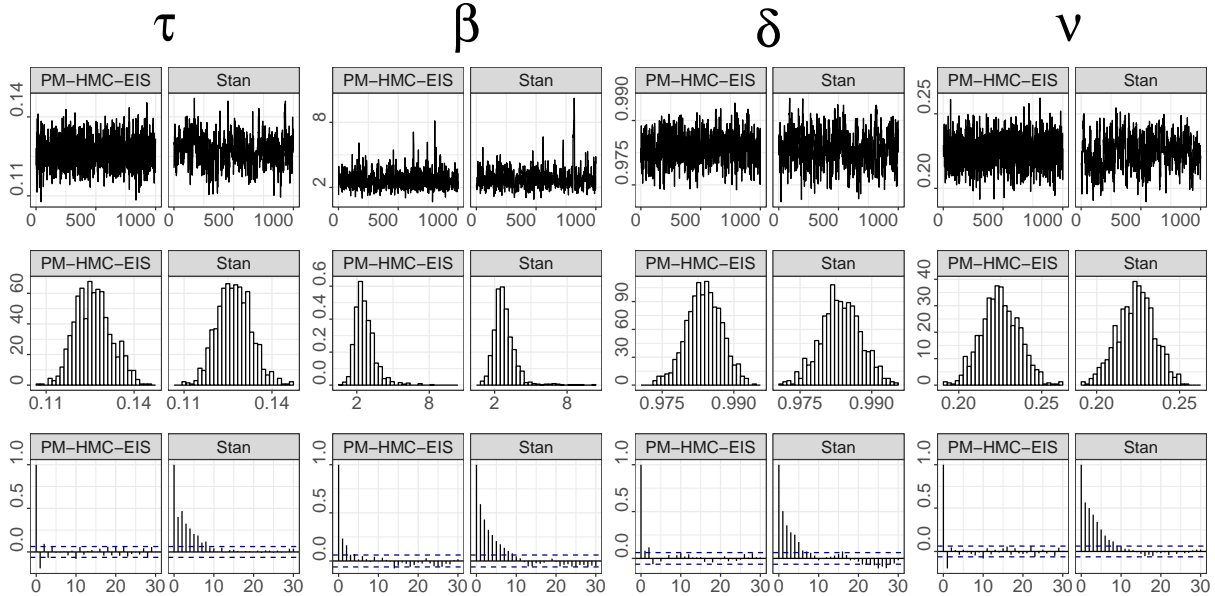 τ β δ ν
PM−HMC−EIS Stan PM−HMC−EIS Stan PM−HMC−EIS Stan PM−HMC−EIS Stan
0.11 0.14 2 8 0.975 0.990 0.20 0.25
0 500 1000 0 500 1000 0 500 1000 0 500 1000 0 500 1000 0 500 1000 0 500 1000 0 500 1000
PM−HMC−EIS Stan PM−HMC−EIS Stan PM−HMC−EIS Stan PM−HMC−EIS Stan
0 20 40 60 0.0 0.2 0.4 0.6 0 30 60 90 0 10 20 30 40
0.11 0.14 0.11 0.14 2 8 2 8 0.975 0.990 0.975 0.990 0.20 0.25 0.20 0.25
PM−HMC−EIS Stan PM−HMC−EIS Stan PM−HMC−EIS Stan PM−HMC−EIS Stan
0.0 0.5 1.0 0.0 0.5 1.0 0.0 0.5 1.0 0.0 0.5 1.0
0 10 20 30 0 10 20 30 0 10 20 30 0 10 20 30 0 10 20 30 0 10 20 30 0 10 20 30 0 10 20 30